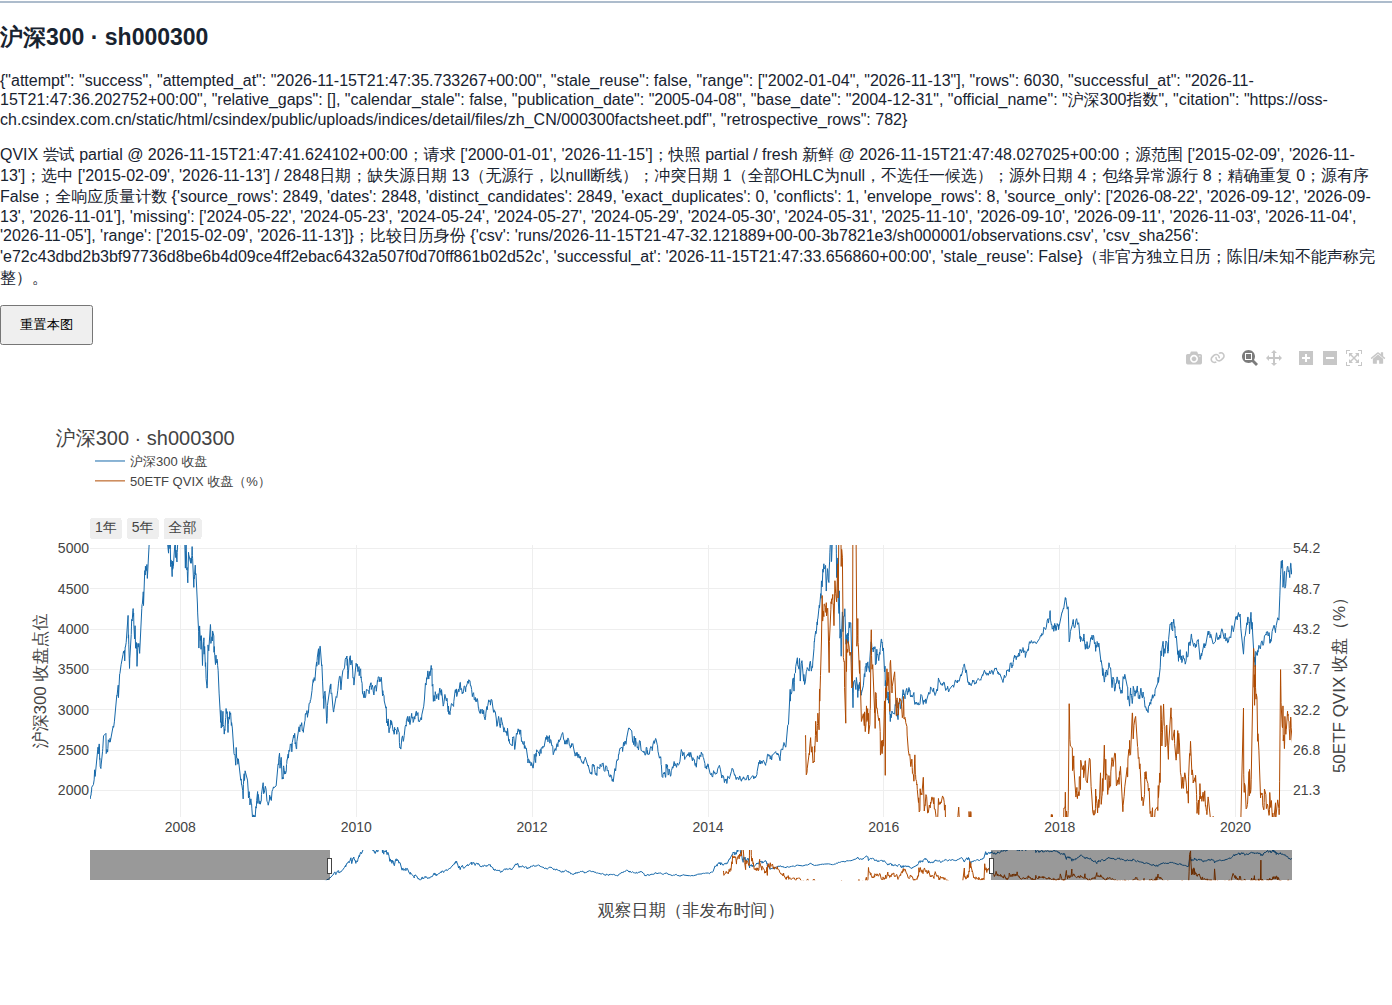 沪深300 · sh000300
{"attempt": "success", "attempted_at": "2026-11-15T21:47:35.733267+00:00", "stale_reuse": false, "range": ["2002-01-04", "2026-11-13"], "rows": 6030, "successful_at": "2026-11-
15T21:47:36.202752+00:00", "relative_gaps": [], "calendar_stale": false, "publication_date": "2005-04-08", "base_date": "2004-12-31", "official_name": "沪深300指数", "citation": "https://oss-
ch.csindex.com.cn/static/html/csindex/public/uploads/indices/detail/files/zh_CN/000300factsheet.pdf", "retrospective_rows": 782}
QVIX 尝试 partial @ 2026-11-15T21:47:41.624102+00:00；请求 ['2000-01-01', '2026-11-15']；快照 partial / fresh 新鲜 @ 2026-11-15T21:47:48.027025+00:00；源范围 ['2015-02-09', '2026-11-
13']；选中 ['2015-02-09', '2026-11-13'] / 2848日期；缺失源日期 13（无源行，以null断线）；冲突日期 1（全部OHLC为null，不选任一候选）；源外日期 4；包络异常源行 8；精确重复 0；源有序
False；全响应质量计数 {'source_rows': 2849, 'dates': 2848, 'distinct_candidates': 2849, 'exact_duplicates': 0, 'conflicts': 1, 'envelope_rows': 8, 'source_only': ['2026-08-22', '2026-09-12', '2026-09-
13', '2026-11-01'], 'missing': ['2024-05-22', '2024-05-23', '2024-05-24', '2024-05-27', '2024-05-29', '2024-05-30', '2024-05-31', '2025-11-10', '2026-09-10', '2026-09-11', '2026-11-03', '2026-11-04',
'2026-11-05'], 'range': ['2015-02-09', '2026-11-13']}；比较日历身份 {'csv': 'runs/2026-11-15T21-47-32.121889+00-00-3b7821e3/sh000001/observations.csv', 'csv_sha256':
'e72c43dbd2b3bf97736d8be6b4d09ce4ff2ebac6432a507f0d70ff861b02d52c', 'successful_at': '2026-11-15T21:47:33.656860+00:00', 'stale_reuse': False}（非官方独立日历；陈旧/未知不能声称完
整）。
重置本图
沪深300 · sh000300
沪深300 收盘
50ETF QVIX 收盘（%）
1年 5年 全部
5000
4500
4000
3500
3000
2500
2000
沪深300 收盘点位
54.2
48.7
43.2
37.7
32.2
26.8
21.3
50ETF QVIX 收盘（%）
2008 2010 2012 2014 2016 2018 2020
观察日期（非发布时间）